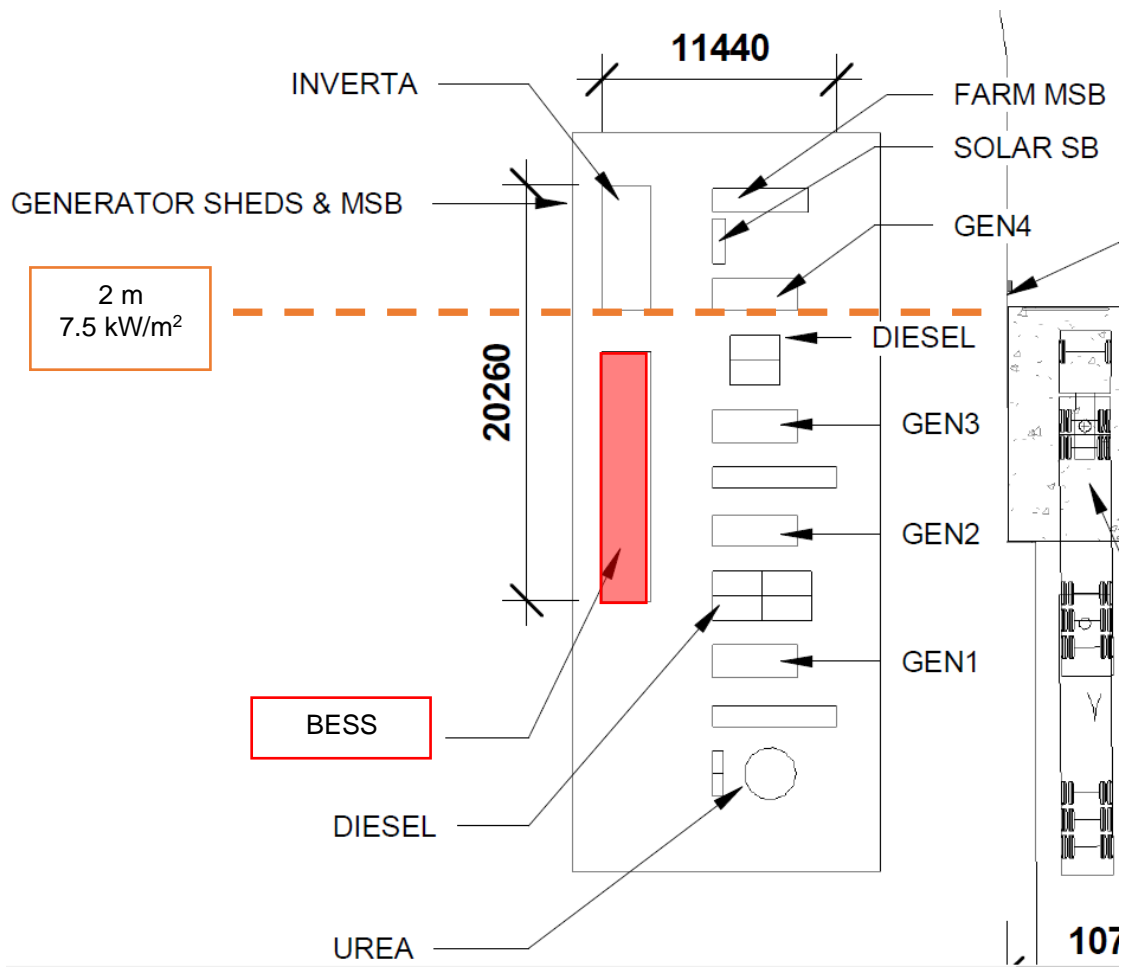 11440
INVERTA
FARM MSB
SOLAR SB
GENERATOR SHEDS & MSB
GEN4
2 m
7.5 kW/m²
DIESEL
20260
GEN3
GEN2
GEN1
BESS
DIESEL
UREA
107